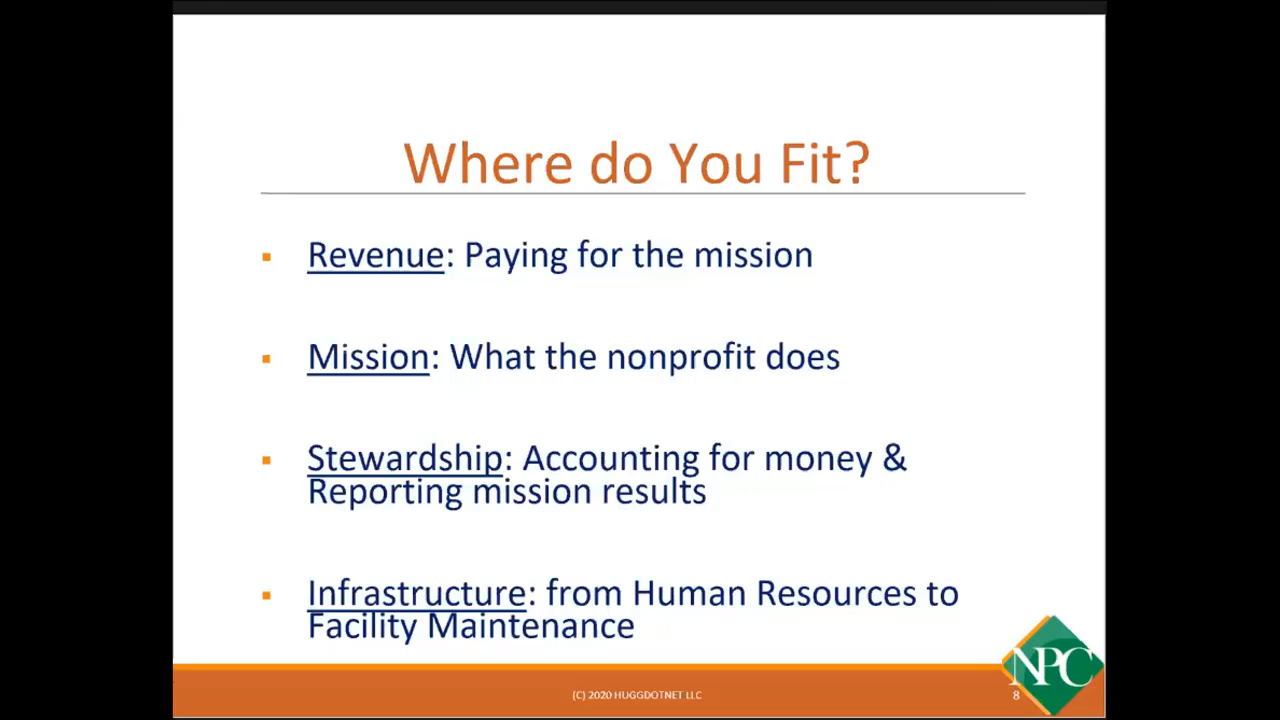 Where do You Fit?
Revenue: Paying for the mission
Mission: What the nonprofit does
Stewardship: Accounting for money &
Reporting mission results
Infrastructure: from Human Resources to
Facility Maintenance
NPC
(C) 2020 HUGGDOTNET LLC
8